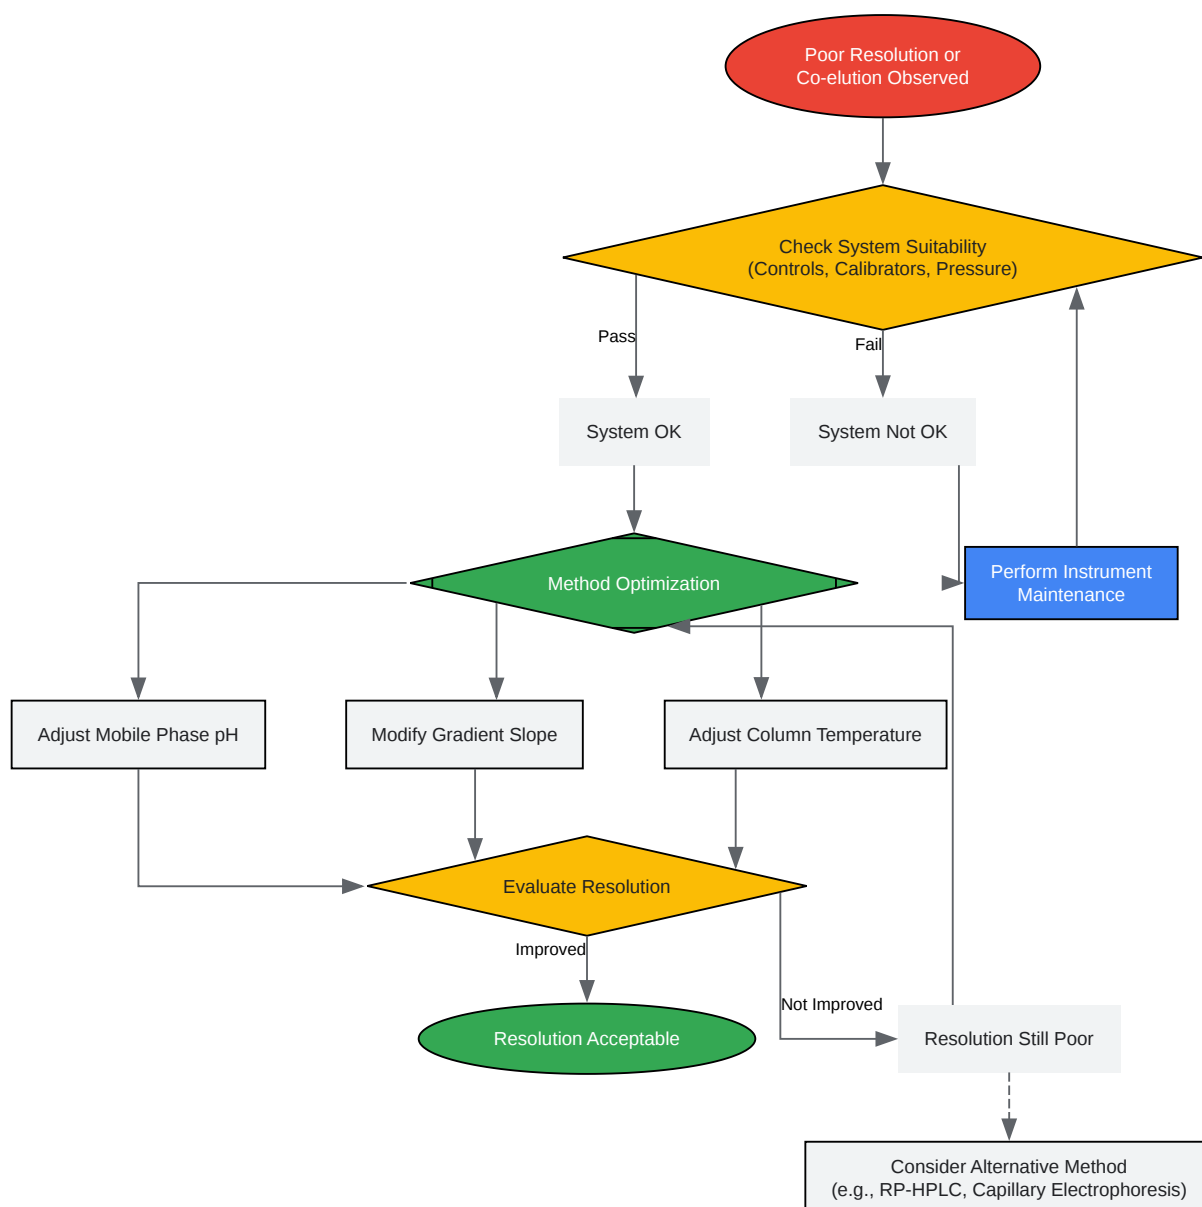 Poor Resolution or
Co-elution Observed
Check System Suitability
(Controls, Calibrators, Pressure)
Pass
Fail
System OK
System Not OK
Method Optimization
Perform Instrument
Maintenance
Adjust Mobile Phase pH
Modify Gradient Slope
Adjust Column Temperature
Evaluate Resolution
Improved
Not Improved
Resolution Acceptable
Resolution Still Poor
Consider Alternative Method
(e.g., RP-HPLC, Capillary Electrophoresis)